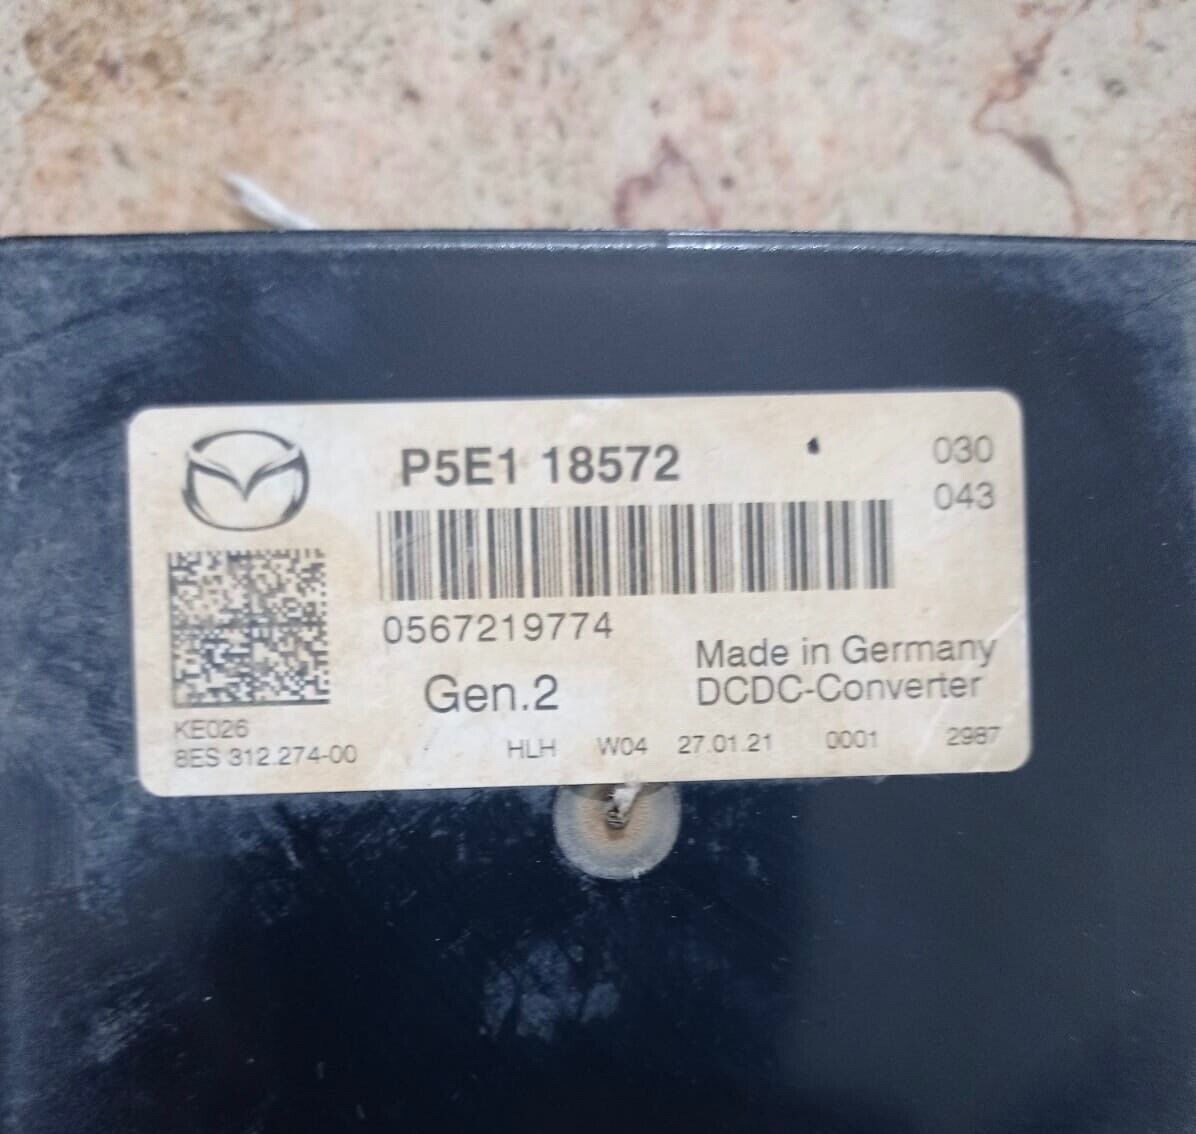 P5E1 18572
030
043
0567219774
Gen.2
Made in Germany
DCDC-Converter
KE026
8ES 312.274-00
HLH W04 27.01.21 0001 2987